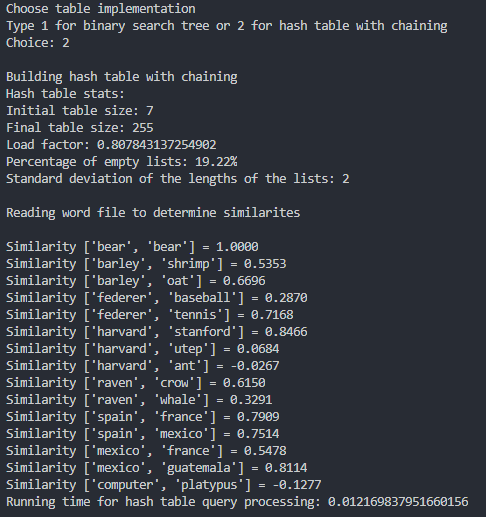 Choose table implementation
Type 1 for binary search tree or 2 for hash table with chaining
Choice: 2
Building hash table with chaining
Hash table stats:
Initial table size: 7
Final table size: 255
Load factor: 0.807843137254902
Percentage of empty lists: 19.22%
Standard deviation of the lengths of the lists: 2
Reading word file to determine similarites
Similarity ['bear', 'bear'] = 1.0000
Similarity ['barley', 'shrimp'] = 0.5353
Similarity ['barley', 'oat'] = 0.6696
Similarity ['federer', 'baseball'] = 0.2870
Similarity ['federer', 'tennis'] = 0.7168
Similarity ['harvard', 'stanford'] = 0.8466
Similarity ['harvard', 'utep'] = 0.0684
Similarity ['harvard', 'ant'] = -0.0267
Similarity ['raven', 'crow'] = 0.6150
Similarity ['raven', 'whale'] = 0.3291
Similarity ['spain', 'france'] = 0.7909
Similarity ['spain', 'mexico'] = 0.7514
Similarity ['mexico', 'france'] = 0.5478
Similarity ['mexico', 'guatemala'] = 0.8114
Similarity ['computer', 'platypus'] = -0.1277
Running time for hash table query processing: 0.012169837951660156